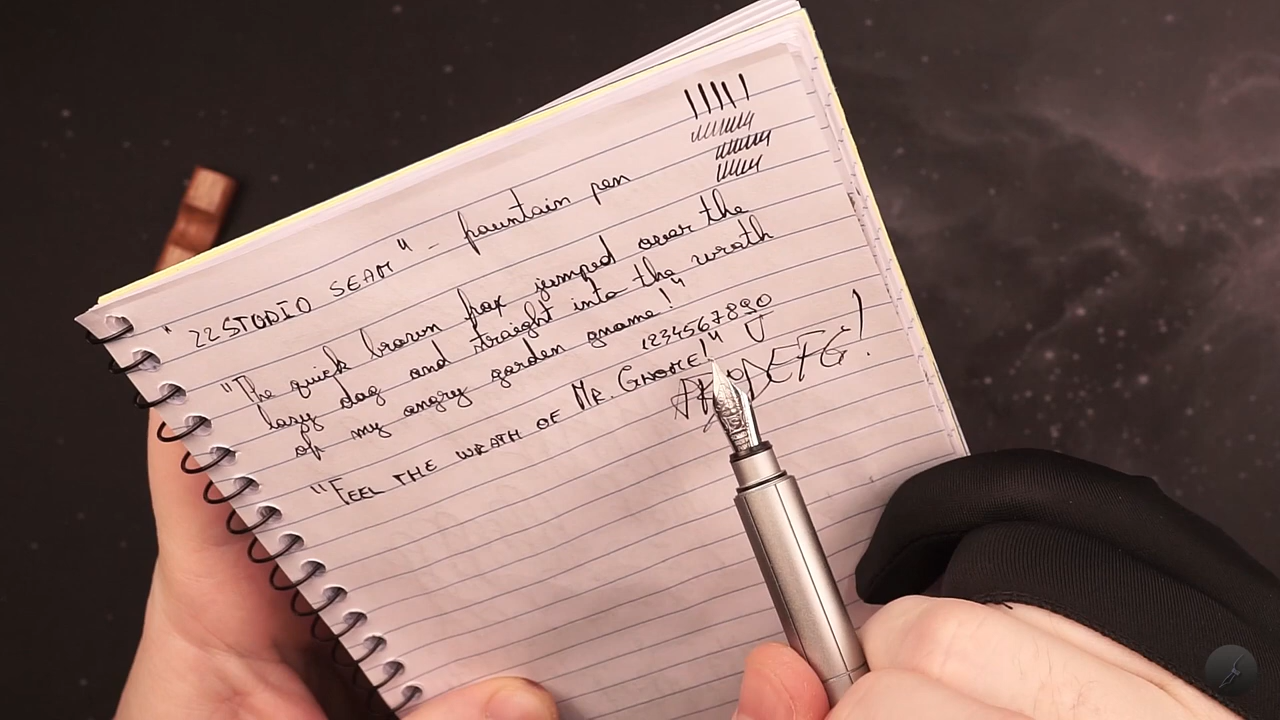 "22STUDIO SEAM" - fountain pen
"The quick brown fox jumped over the
lazy dog and straight into the wrath
of my angry garden gnome!"
1234567890
"FEEL THE WRATH OF MR. GNOME!"